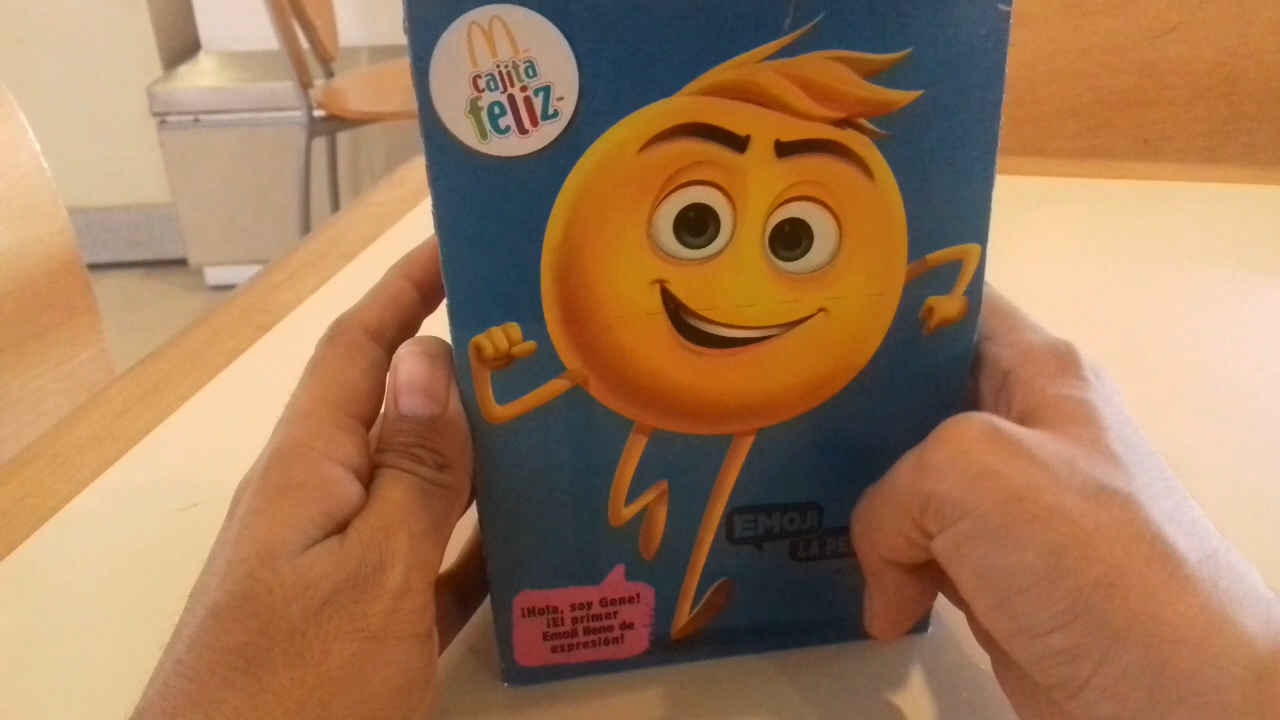 cajita
feliz
EMOJI
LA PE
¡Hola, soy Gene!
¡El primer
Emoji lleno de
expresión!